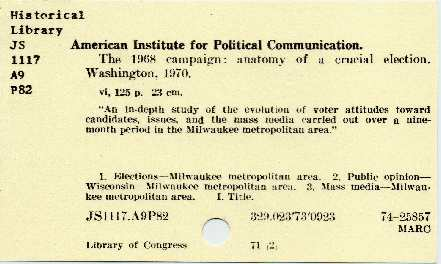 Historical
Library
JS American Institute for Political Communication.
1117 The 1968 campaign: anatomy of a crucial election.
A9 Washington, 1970.
P82 vi, 125 p. 23 cm.
"An in-depth study of the evolution of voter attitudes toward
candidates, issues, and the mass media carried out over a nine-
month period in the Milwaukee metropolitan area."
1. Elections—Milwaukee metropolitan area. 2. Public opinion—
Wisconsin—Milwaukee metropolitan area. 3. Mass media—Milwau-
kee metropolitan area. I. Title.
JS1117.A9P82 329.023'73'0923 74-25857
MARC
Library of Congress 71 (2)